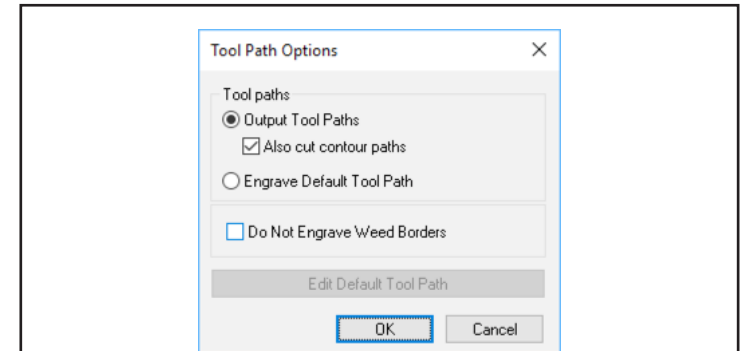 Tool Path Options
Tool paths
Output Tool Paths
Also cut contour paths
Engrave Default Tool Path
Do Not Engrave Weed Borders
Edit Default Tool Path
OK Cancel